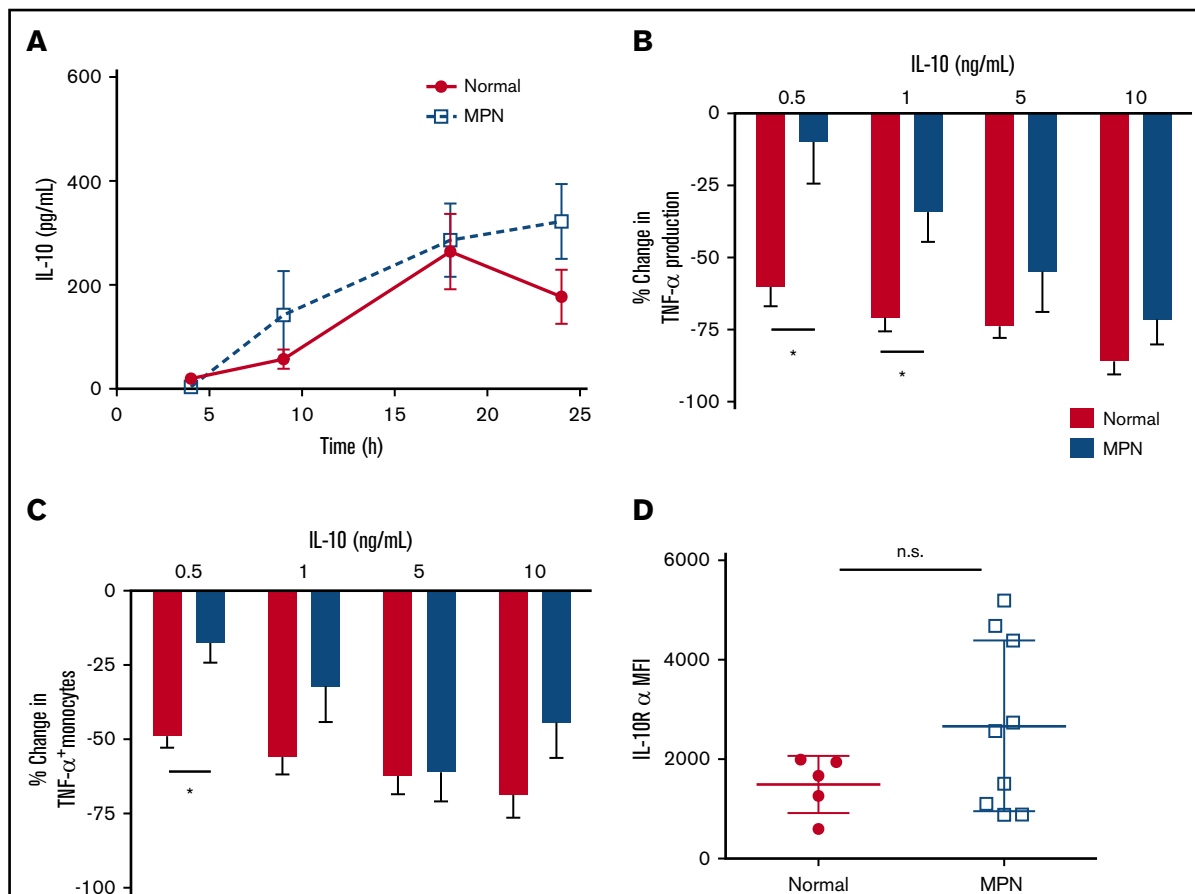 A
600
400
200
0
IL-10 (pg/mL)
Normal
MPN
0 5 10 15 20 25
Time (h)
B
IL-10 (ng/mL)
0.5 1 5 10
0
-25
-50
-75
-100
% Change in
TNF-α production
*
*
Normal
MPN
C
IL-10 (ng/mL)
0.5 1 5 10
0
-25
-50
-75
-100
% Change in
TNF-α+monocytes
*
D
6000
4000
2000
0
IL-10R α MFI
n.s.
Normal MPN